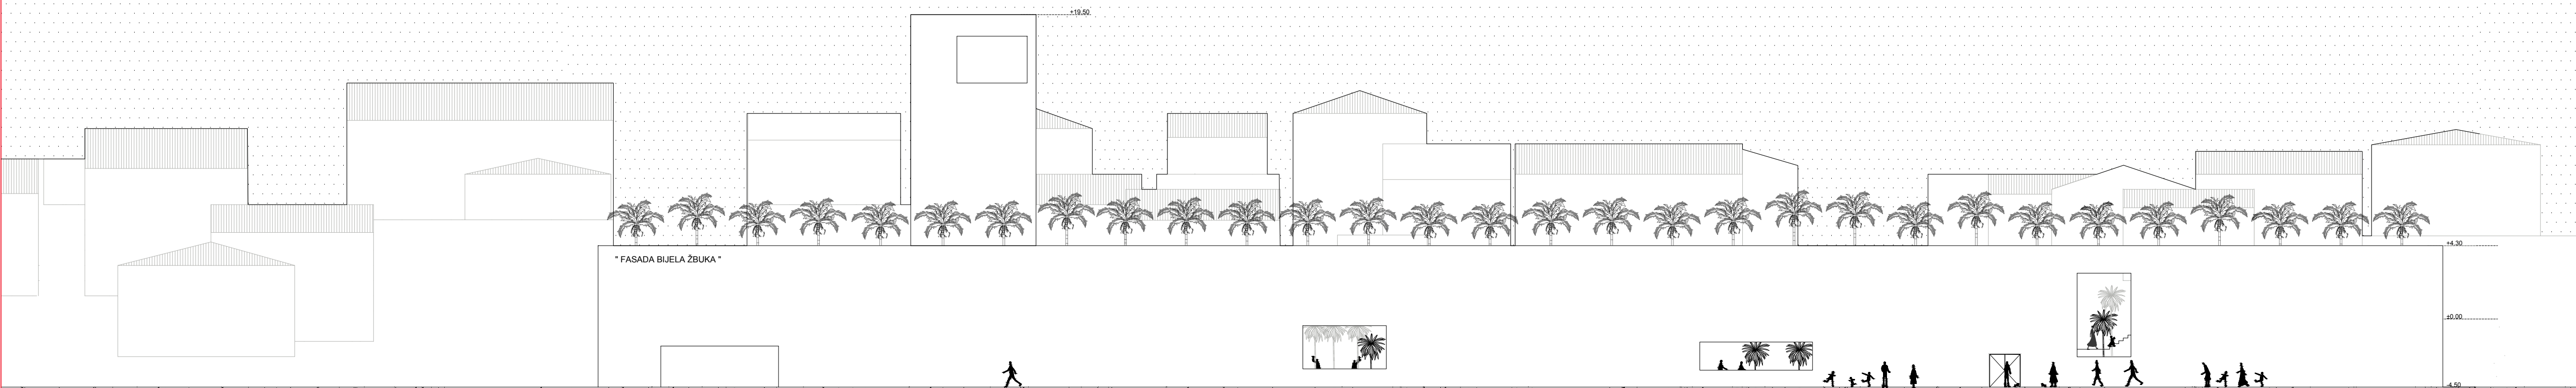 +19.50
+4.30
" FASADA BIJELA ŽBUKA "
±0.00
-4.50